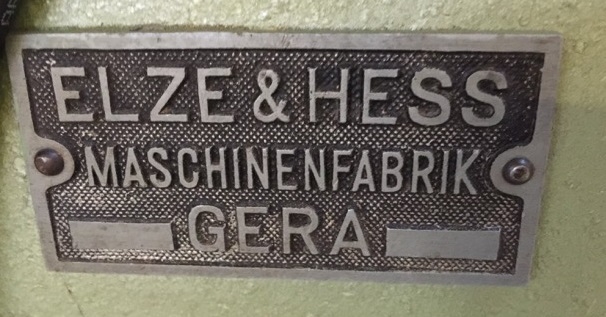 ELZE & HESS
MASCHINENFABRIK
GERA